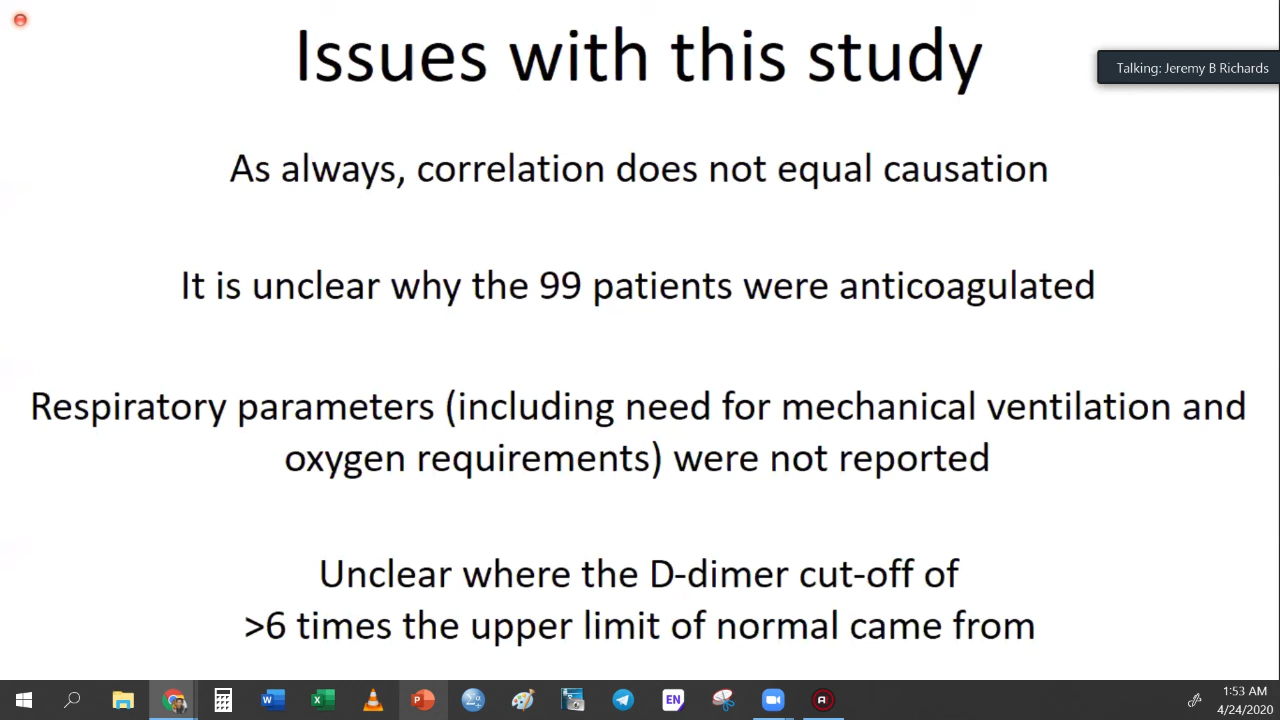 Issues with this study
Talking: Jeremy B Richards
As always, correlation does not equal causation
It is unclear why the 99 patients were anticoagulated
Respiratory parameters (including need for mechanical ventilation and
oxygen requirements) were not reported
Unclear where the D-dimer cut-off of
>6 times the upper limit of normal came from
EN
1:53 AM
4/24/2020